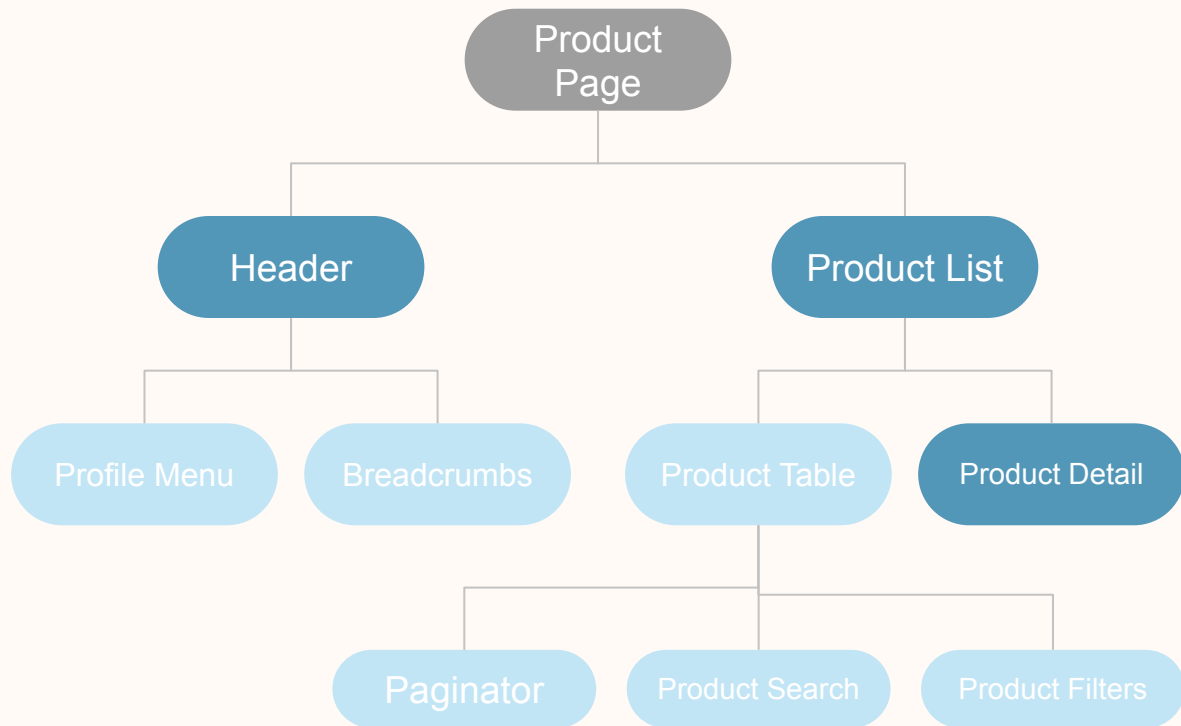 Product
Page
Header
Product List
Profile Menu
Breadcrumbs
Product Table
Product Detail
Paginator
Product Search
Product Filters